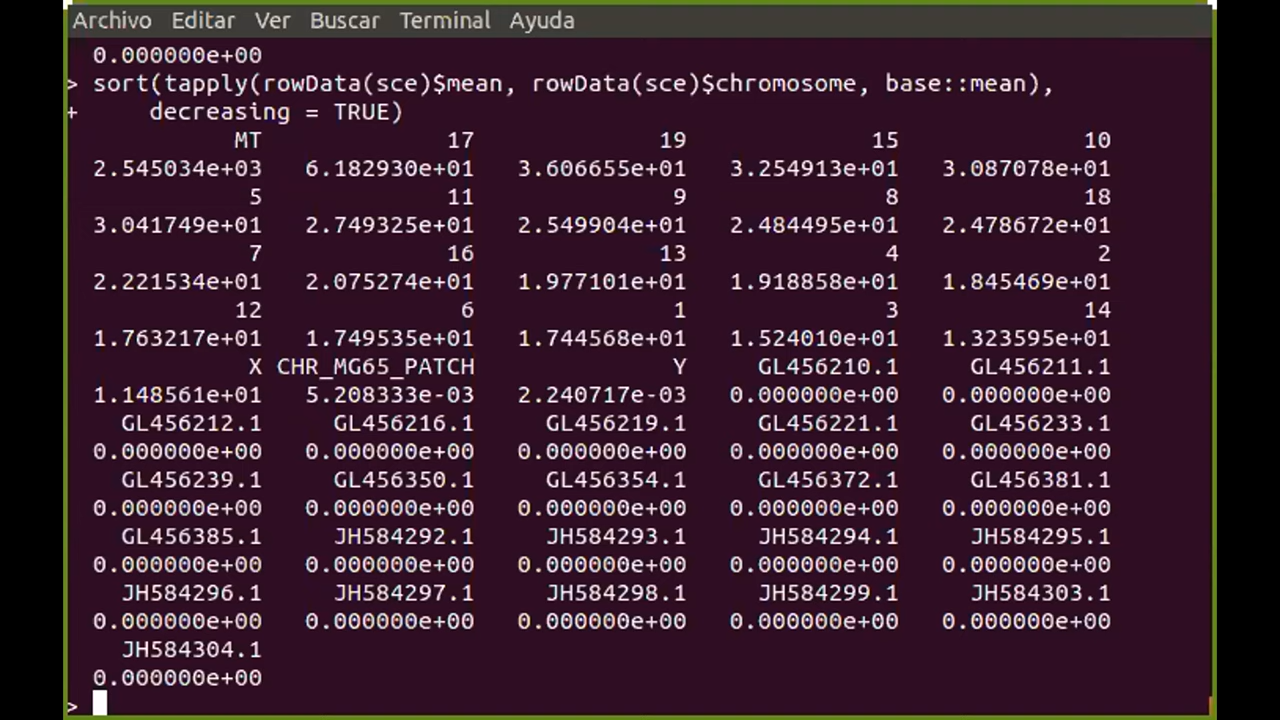 Archivo Editar Ver Buscar Terminal Ayuda
0.000000e+00
> sort(tapply(rowData(sce)$mean, rowData(sce)$chromosome, base::mean),
+ decreasing = TRUE)
MT 17 19 15 10
2.545034e+03 6.182930e+01 3.606655e+01 3.254913e+01 3.087078e+01
5 11 9 8 18
3.041749e+01 2.749325e+01 2.549904e+01 2.484495e+01 2.478672e+01
7 16 13 4 2
2.221534e+01 2.075274e+01 1.977101e+01 1.918858e+01 1.845469e+01
12 6 1 3 14
1.763217e+01 1.749535e+01 1.744568e+01 1.524010e+01 1.323595e+01
X CHR_MG65_PATCH Y GL456210.1 GL456211.1
1.148561e+01 5.208333e-03 2.240717e-03 0.000000e+00 0.000000e+00
GL456212.1 GL456216.1 GL456219.1 GL456221.1 GL456233.1
0.000000e+00 0.000000e+00 0.000000e+00 0.000000e+00 0.000000e+00
GL456239.1 GL456350.1 GL456354.1 GL456372.1 GL456381.1
0.000000e+00 0.000000e+00 0.000000e+00 0.000000e+00 0.000000e+00
GL456385.1 JH584292.1 JH584293.1 JH584294.1 JH584295.1
0.000000e+00 0.000000e+00 0.000000e+00 0.000000e+00 0.000000e+00
JH584296.1 JH584297.1 JH584298.1 JH584299.1 JH584303.1
0.000000e+00 0.000000e+00 0.000000e+00 0.000000e+00 0.000000e+00
JH584304.1
0.000000e+00
>